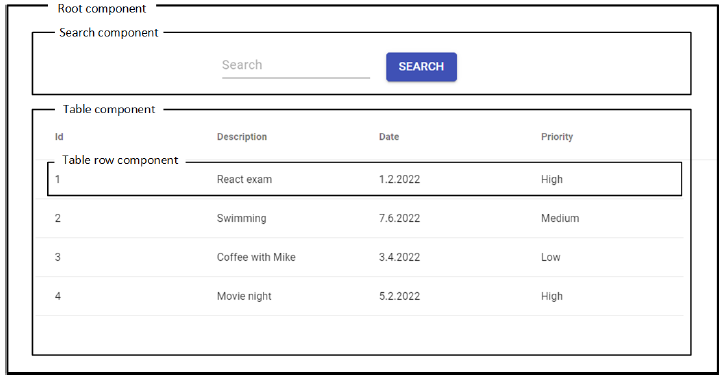 Root component
Search component
Search SEARCH
Table component
Id Description Date Priority
Table row component
1 React exam 1.2.2022 High
2 Swimming 7.6.2022 Medium
3 Coffee with Mike 3.4.2022 Low
4 Movie night 5.2.2022 High